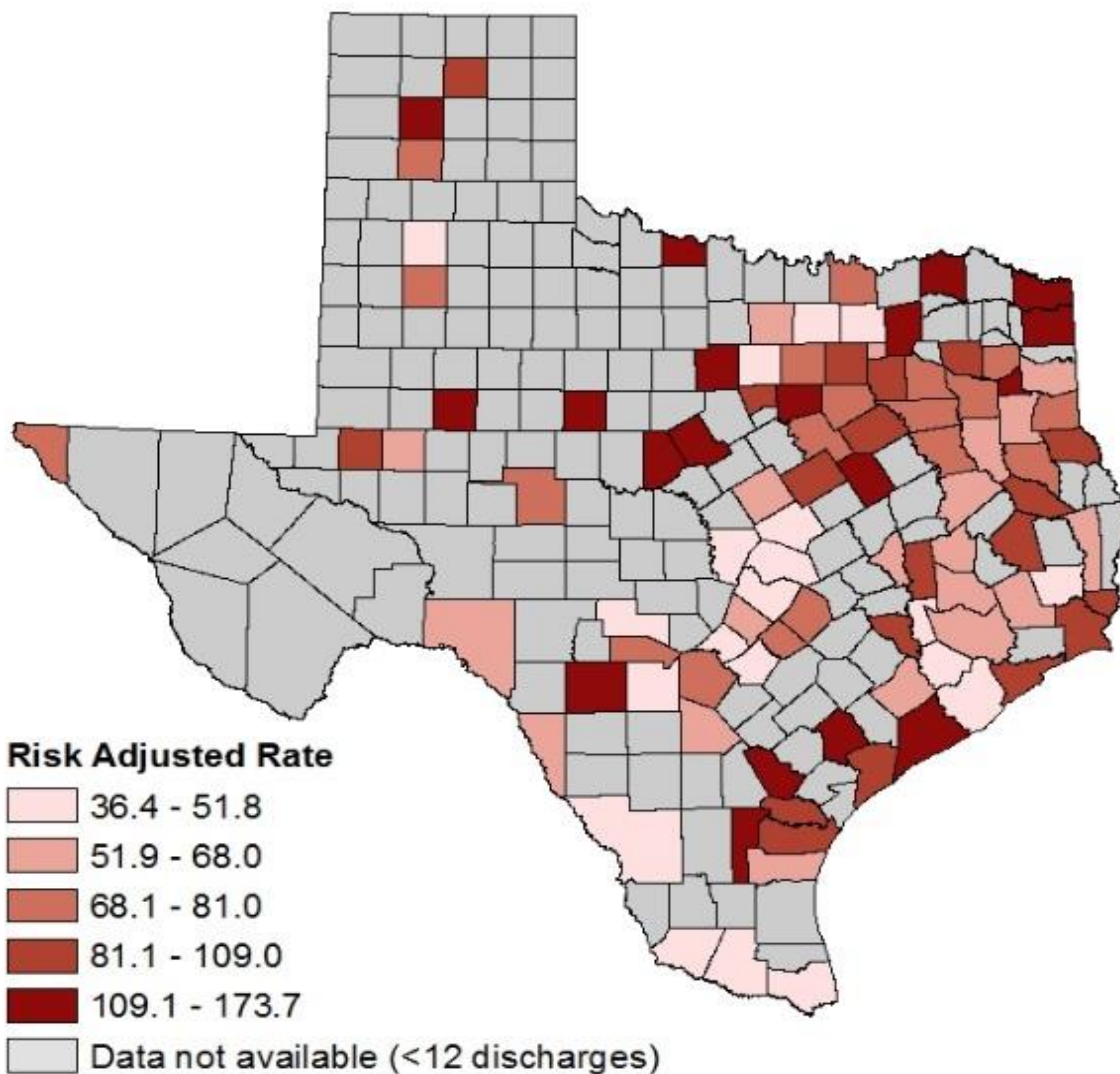 Risk Adjusted Rate
36.4 - 51.8
51.9 - 68.0
68.1 - 81.0
81.1 - 109.0
109.1 - 173.7
Data not available (<12 discharges)